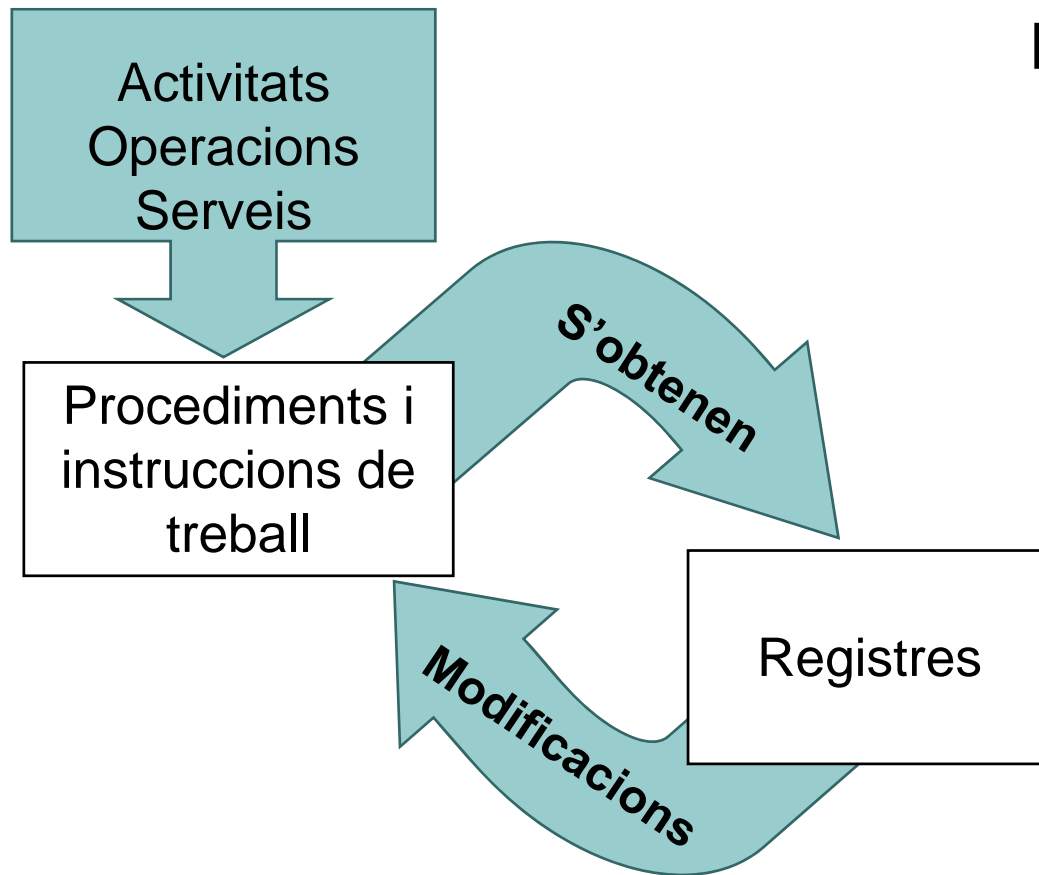 Activitats
Operacions
Serveis
S’obtenen
Procediments i
instruccions de
treball
Registres
Modificacions